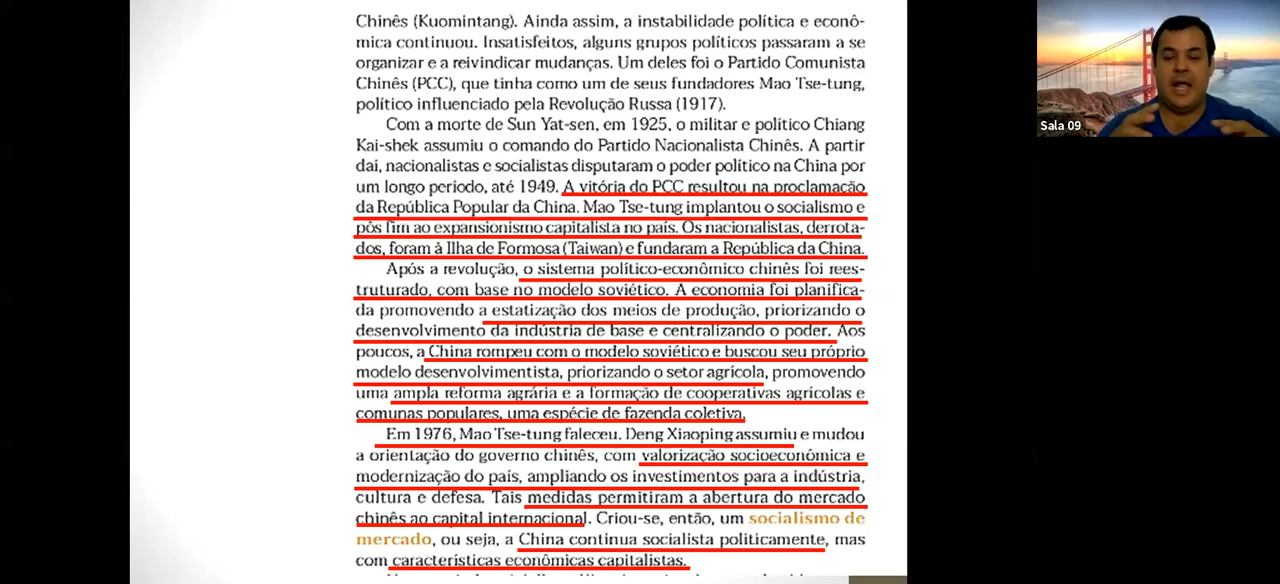 Chinês (Kuomintang). Ainda assim, a instabilidade política e econô-
mica continuou. Insatisfeitos, alguns grupos políticos passaram a se
organizar e a reivindicar mudanças. Um deles foi o Partido Comunista
Chinês (PCC), que tinha como um de seus fundadores Mao Tse-tung,
político influenciado pela Revolução Russa (1917).
Com a morte de Sun Yat-sen, em 1925, o militar e político Chiang
Kai-shek assumiu o comando do Partido Nacionalista Chinês. A partir
daí, nacionalistas e socialistas disputaram o poder político na China por
um longo período, até 1949. A vitória do PCC resultou na proclamação
da República Popular da China. Mao Tse-tung implantou o socialismo e
pôs fim ao expansionismo capitalista no país. Os nacionalistas, derrota-
dos, foram à Ilha de Formosa (Taiwan) e fundaram a República da China.
Após a revolução, o sistema político-econômico chinês foi rees-
truturado, com base no modelo soviético. A economia foi planifica-
da promovendo a estatização dos meios de produção, priorizando o
desenvolvimento da indústria de base e centralizando o poder. Aos
poucos, a China rompeu com o modelo soviético e buscou seu próprio
modelo desenvolvimentista, priorizando o setor agrícola, promovendo
uma ampla reforma agrária e a formação de cooperativas agrícolas e
comunas populares, uma espécie de fazenda coletiva.
Em 1976, Mao Tse-tung faleceu. Deng Xiaoping assumiu e mudou
a orientação do governo chinês, com valorização socioeconômica e
modernização do país, ampliando os investimentos para a indústria,
cultura e defesa. Tais medidas permitiram a abertura do mercado
chinês ao capital internacional. Criou-se, então, um socialismo de
mercado, ou seja, a China continua socialista politicamente, mas
com características econômicas capitalistas.
Sala 09